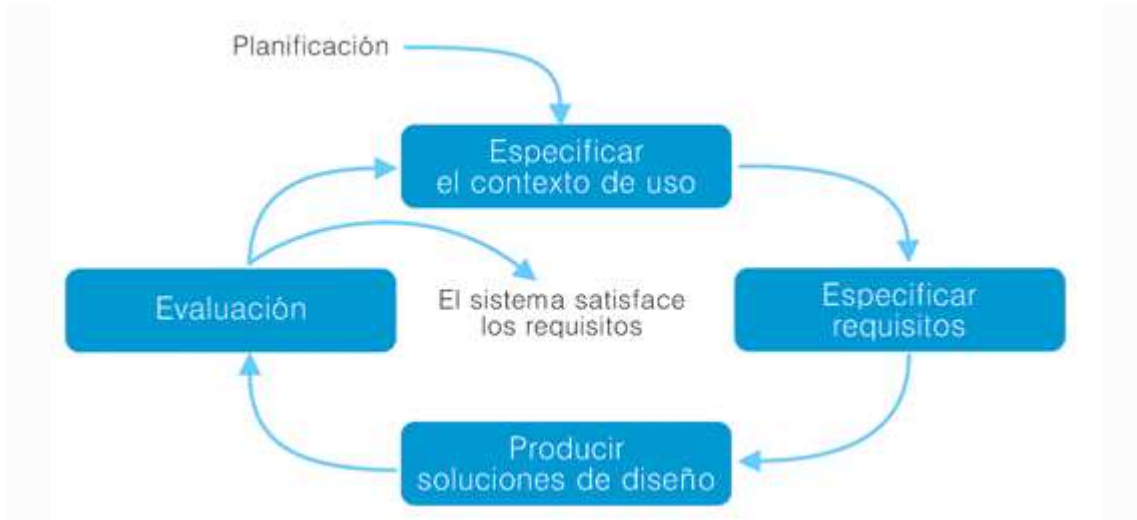 Planificación
Especificar
el contexto de uso
Evaluación
El sistema satisface
los requisitos
Especificar
requisitos
Producir
soluciones de diseño